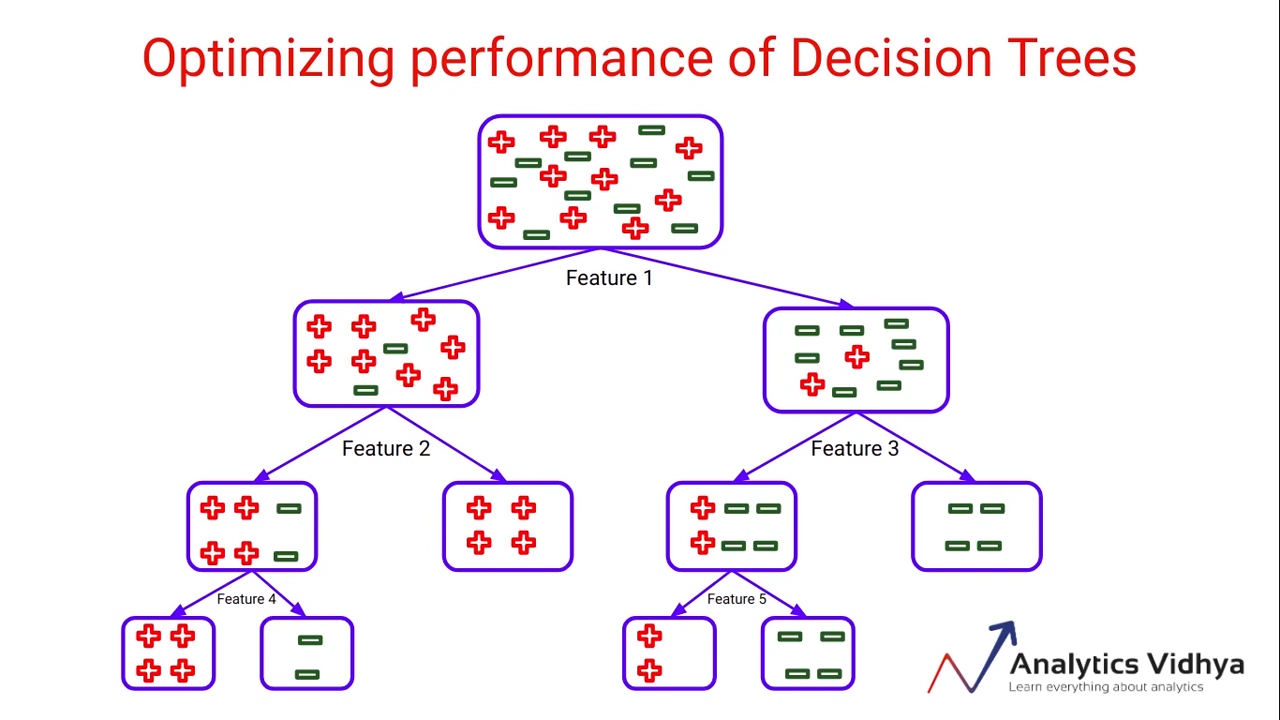 Optimizing performance of Decision Trees
Feature 1
Feature 2
Feature 3
Feature 4
Feature 5
Analytics Vidhya
Learn everything about analytics